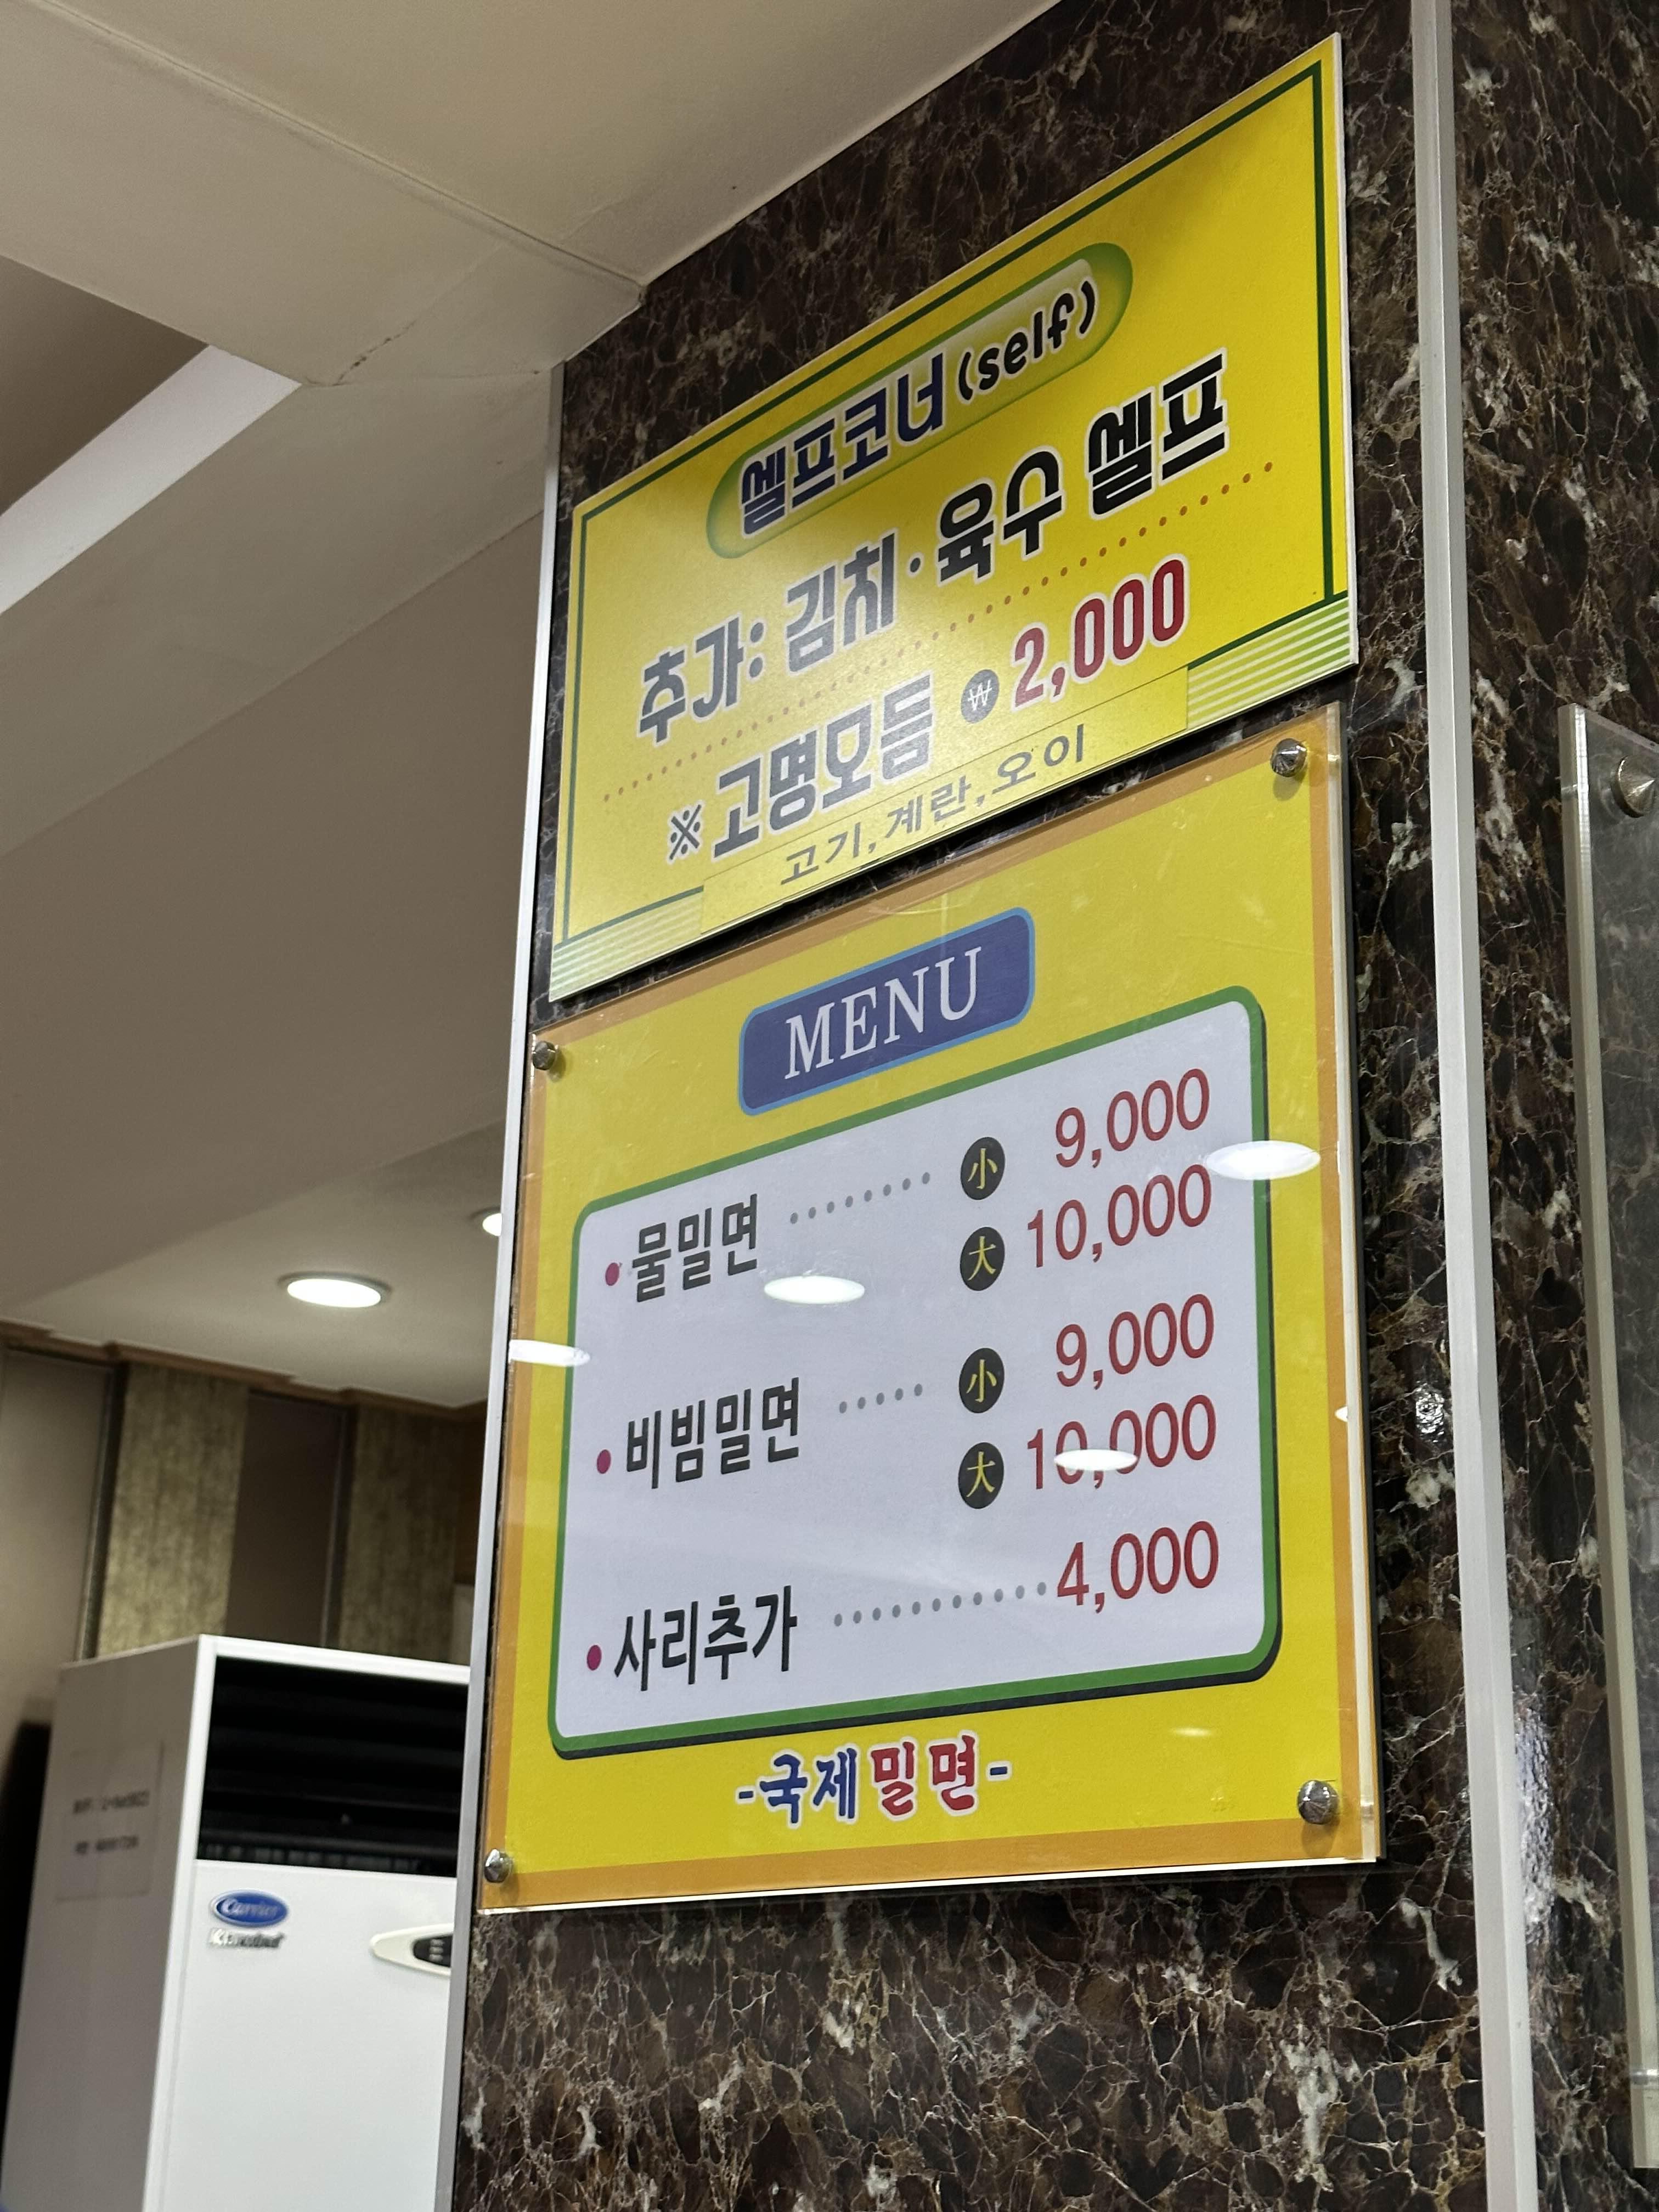 셀프코너(self)
추가: 김치·육수 셀프
※고명모듬 ₩2,000
고기,계란,오이
MENU
•물밀면 ········ 小 9,000
大 10,000
•비빔밀면 ····· 小 9,000
大 10,000
•사리추가 ···········4,000
-국제밀면-
Carrier